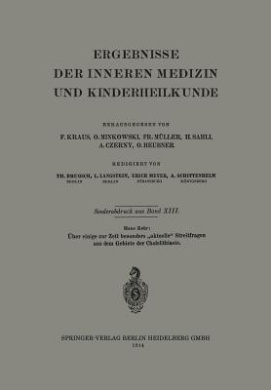 ERGEBNISSE
DER INNEREN MEDIZIN
UND KINDERHEILKUNDE
HERAUSGEGEBEN VON
F. KRAUS, O. MINKOWSKI, FR. MÜLLER, H. SAHLI,
A. CZERNY, O. HEUBNER.
REDIGIERT VON
TH. BRUGSCH, L. LANGSTEIN, ERICH MEYER, A. SCHITTENHELM
BERLIN BERLIN STRASSBURG KÖNIGSBERG
Sonderabdruck aus Band XIII.
Hans Rohr:
Über einige zur Zeit besonders „aktuelle“ Streitfragen
aus dem Gebiete der Cholelithiasis.
SPRINGER-VERLAG BERLIN HEIDELBERG GMBH
1914